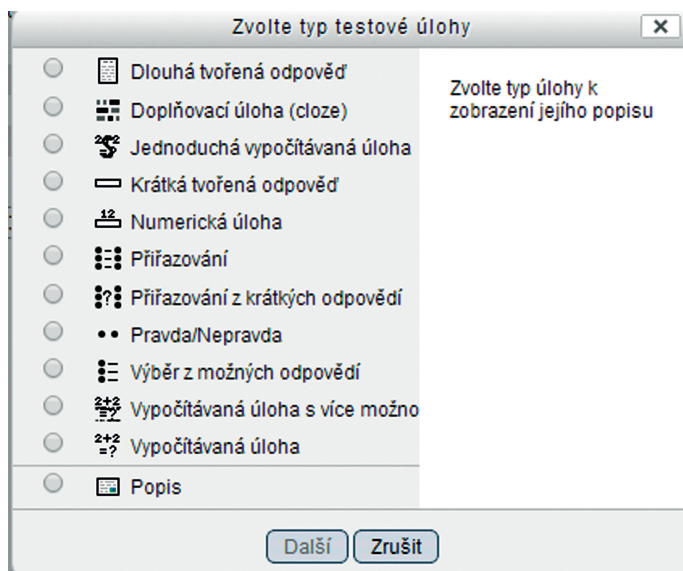 Zvolte typ testové úlohy
Dlouhá tvořená odpověď
Doplňovací úloha (cloze)
Jednoduchá vypočítávaná úloha
Krátká tvořená odpověď
Numerická úloha
Přiřazování
Přiřazování z krátkých odpovědí
Pravda/Nepravda
Výběr z možných odpovědí
Vypočítávaná úloha s více možno
Vypočítávaná úloha
Popis
Zvolte typ úlohy k
zobrazení jejího popisu
Další Zrušit